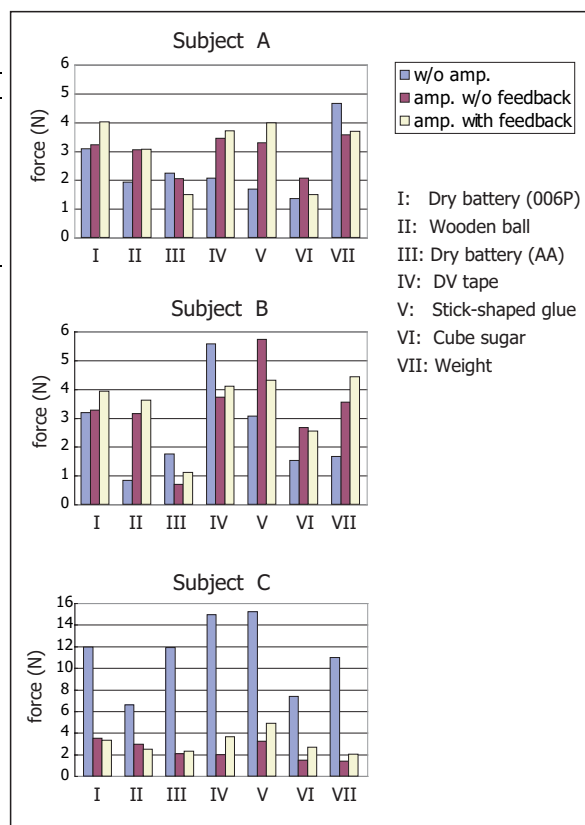 Subject A
force (N)
6
5
4
3
2
1
0
I II III IV V VI VII
w/o amp.
amp. w/o feedback
amp. with feedback
I: Dry battery (006P)
II: Wooden ball
III: Dry battery (AA)
IV: DV tape
V: Stick-shaped glue
VI: Cube sugar
VII: Weight
Subject B
force (N)
6
5
4
3
2
1
0
I II III IV V VI VII
Subject C
force (N)
16
14
12
10
8
6
4
2
0
I II III IV V VI VII